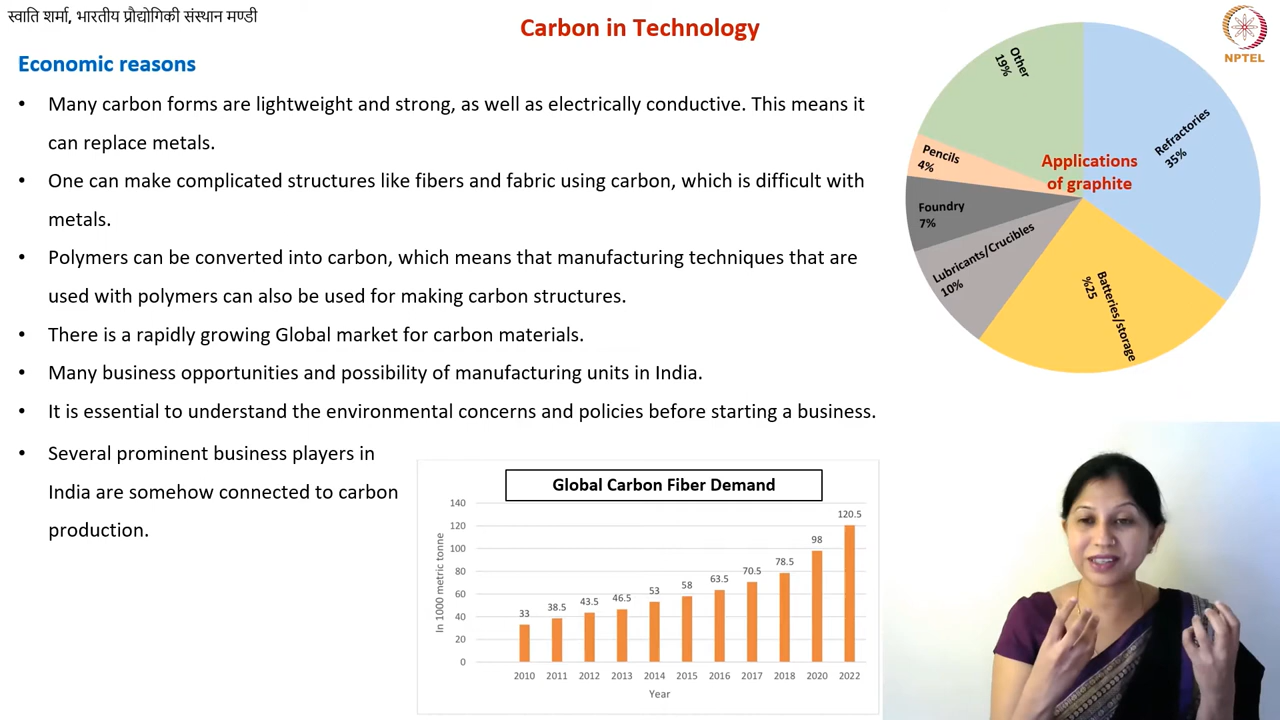 स्वाति शर्मा, भारतीय प्रौद्योगिकी संस्थान मण्डी
Carbon in Technology
NPTEL
Economic reasons
• Many carbon forms are lightweight and strong, as well as electrically conductive. This means it
can replace metals.
• One can make complicated structures like fibers and fabric using carbon, which is difficult with
metals.
• Polymers can be converted into carbon, which means that manufacturing techniques that are
used with polymers can also be used for making carbon structures.
• There is a rapidly growing Global market for carbon materials.
• Many business opportunities and possibility of manufacturing units in India.
• It is essential to understand the environmental concerns and policies before starting a business.
• Several prominent business players in
India are somehow connected to carbon
production.
Applications
of graphite
Other
19%
Refractories
35%
Pencils
4%
Foundry
7%
Lubricants/Crucibles
10%
Batteries/storage
%25
Global Carbon Fiber Demand
In 1000 metric tonne
140
120
100
80
60
40
20
0
33
38.5
43.5
46.5
53
58
63.5
70.5
78.5
98
120.5
2010 2011 2012 2013 2014 2015 2016 2017 2018 2020 2022
Year